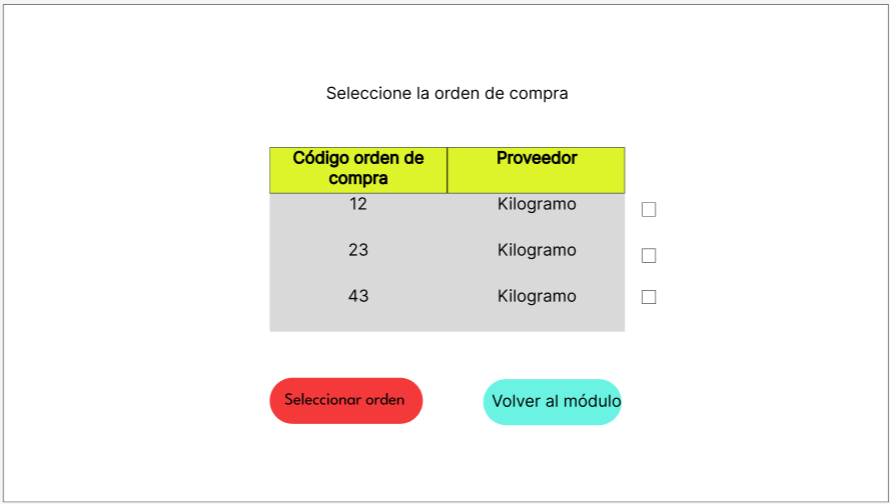 Seleccione la orden de compra
Código orden de Proveedor
compra
12 Kilogramo
23 Kilogramo
43 Kilogramo
Seleccionar orden Volver al módulo